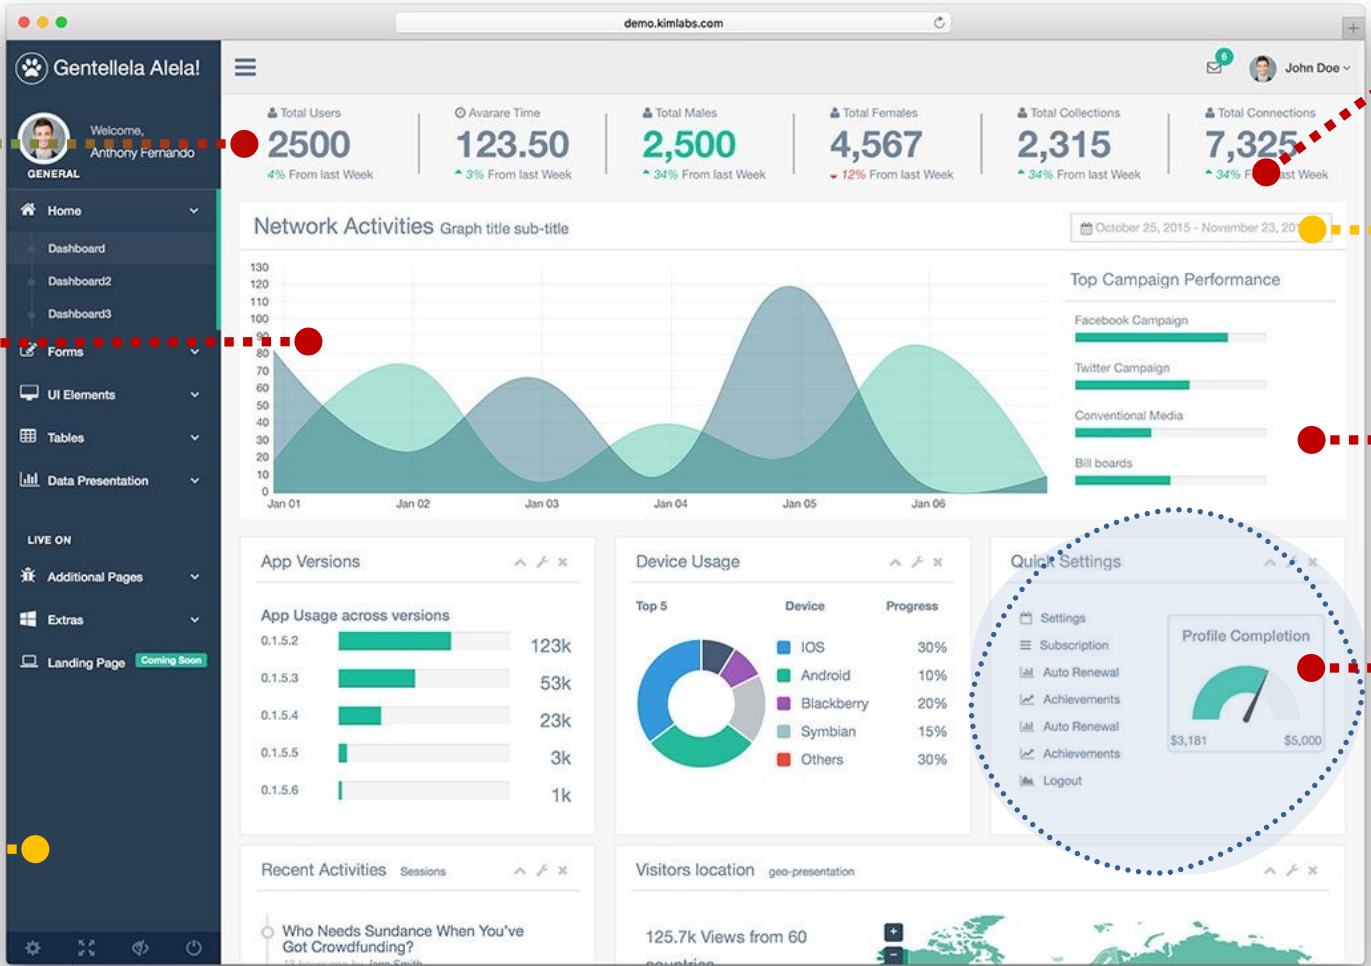 demo.kimlabs.com
Gentellela Alela!
6
John Doe
Welcome,
Anthony Fernando
GENERAL
Home
Dashboard
Dashboard2
Dashboard3
Forms
UI Elements
Tables
Data Presentation
LIVE ON
Additional Pages
Extras
Landing Page Coming Soon
Total Users
2500
4% From last Week
Avarare Time
123.50
3% From last Week
Total Males
2,500
34% From last Week
Total Females
4,567
12% From last Week
Total Collections
2,315
34% From last Week
Total Connections
7,325
34% last Week
Network Activities Graph title sub-title
October 25, 2015 - November 23,
130
120
110
100
90
80
70
60
50
40
30
20
10
0
Jan 01 Jan 02 Jan 03 Jan 04 Jan 05 Jan 06
Top Campaign Performance
Facebook Campaign
Twitter Campaign
Conventional Media
Bill boards
App Versions
App Usage across versions
0.1.5.2 123k
0.1.5.3 53k
0.1.5.4 23k
0.1.5.5 3k
0.1.5.6 1k
Device Usage
Top 5 Device Progress
IOS 30%
Android 10%
Blackberry 20%
Symbian 15%
Others 30%
Quick Settings
Settings
Subscription
Auto Renewal
Achievements
Auto Renewal
Achievements
Logout
Profile Completion
$3,181 $5,000
Recent Activities Sessions
Who Needs Sundance When You've
Got Crowdfunding?
13 hours ago by Jane Smith
Visitors location geo-presentation
125.7k Views from 60
countries
+
-